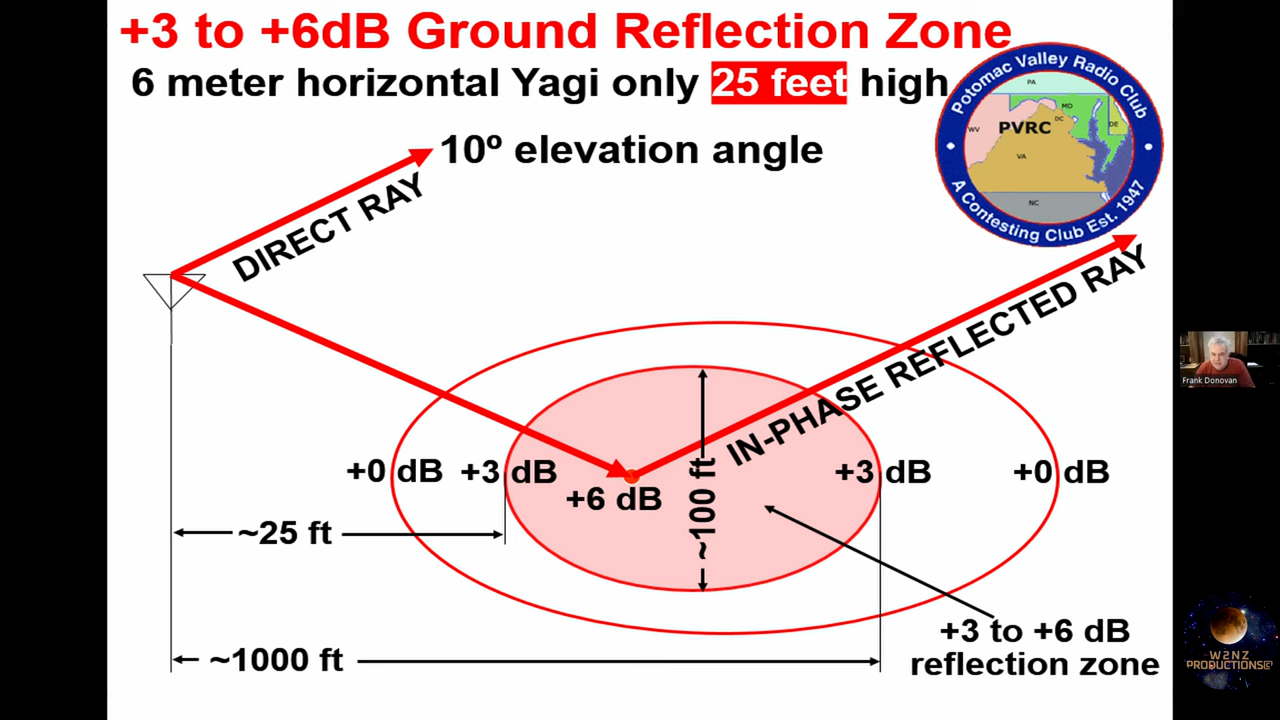 +3 to +6dB Ground Reflection Zone
6 meter horizontal Yagi only 25 feet high
Potomac Valley Radio Club
PA
MD
DC
DE
WV
PVRC
VA
NC
A Contesting Club Est. 1947
10º elevation angle
DIRECT RAY
IN-PHASE REFLECTED RAY
+0 dB
+3 dB
+6 dB
~100 ft
+3 dB
+0 dB
~25 ft
+3 to +6 dB
reflection zone
~1000 ft
Frank Donovan
W2NZ
PRODUCTIONS©